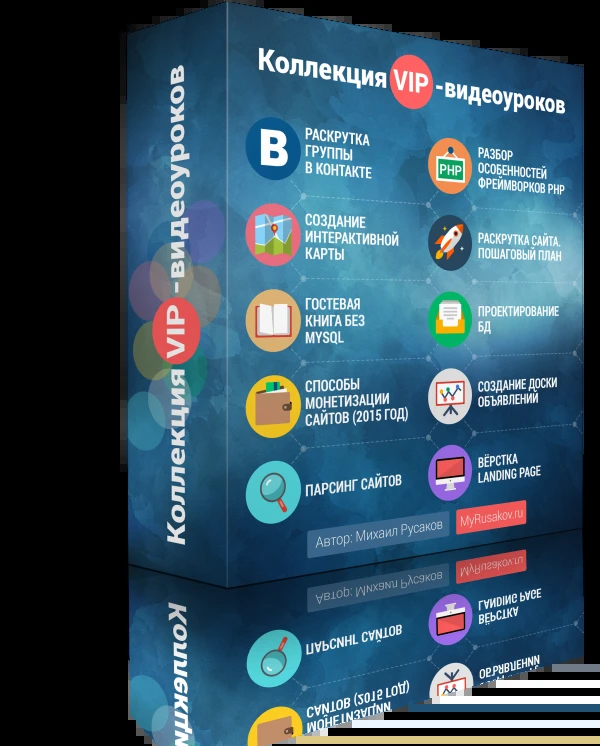 Коллекция VIP -видеоуроков
Коллекция VIP -видеоуроков
B
РАСКРУТКА
ГРУППЫ
В КОНТАКТЕ
СОЗДАНИЕ
ИНТЕРАКТИВНОЙ
КАРТЫ
ГОСТЕВАЯ
КНИГА БЕЗ
MYSQL
СПОСОБЫ
МОНЕТИЗАЦИИ
САЙТОВ (2015 ГОД)
ПАРСИНГ САЙТОВ
PHP
РАЗБОР
ОСОБЕННОСТЕЙ
ФРЕЙМВОРКОВ PHP
РАСКРУТКА САЙТА.
ПОШАГОВЫЙ ПЛАН
ПРОЕКТИРОВАНИЕ
БД
СОЗДАНИЕ ДОСКИ
ОБЪЯВЛЕНИЙ
ВЁРСТКА
LANDING PAGE
Автор: Михаил Русаков
MyRusakov.ru